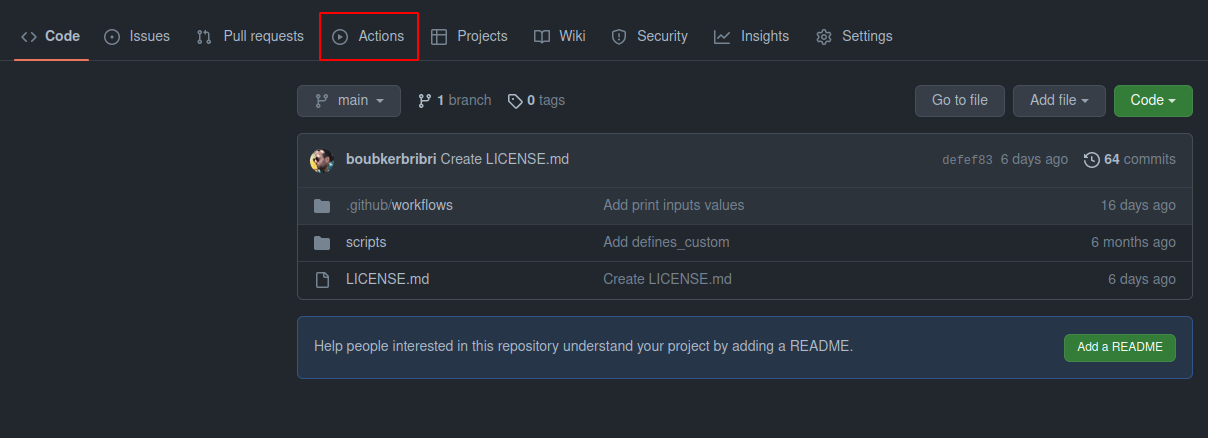 Code Issues Pull requests Actions Projects Wiki Security Insights Settings
main 1 branch 0 tags Go to file Add file Code
boubkerbribri Create LICENSE.md defef83 6 days ago 64 commits
.github/workflows Add print inputs values 16 days ago
scripts Add defines_custom 6 months ago
LICENSE.md Create LICENSE.md 6 days ago
Help people interested in this repository understand your project by adding a README. Add a README